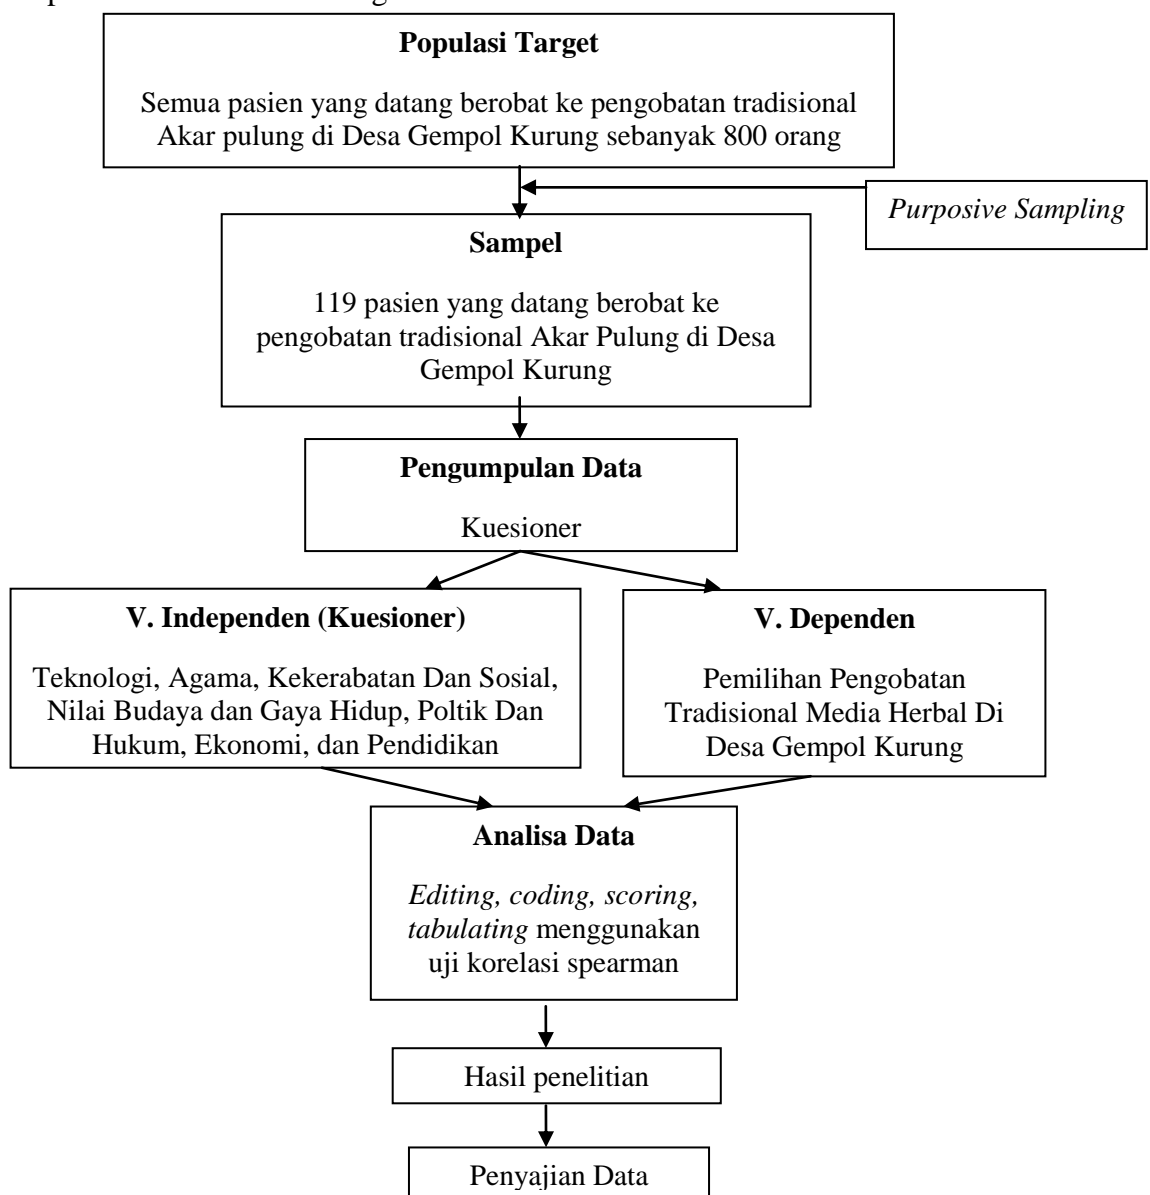 Populasi Target
Semua pasien yang datang berobat ke pengobatan tradisional
Akar pulung di Desa Gempol Kurung sebanyak 800 orang
Purposive Sampling
Sampel
119 pasien yang datang berobat ke
pengobatan tradisional Akar Pulung di Desa
Gempol Kurung
Pengumpulan Data
Kuesioner
V. Independen (Kuesioner)
Teknologi, Agama, Kekerabatan Dan Sosial,
Nilai Budaya dan Gaya Hidup, Poltik Dan
Hukum, Ekonomi, dan Pendidikan
V. Dependen
Pemilihan Pengobatan
Tradisional Media Herbal Di
Desa Gempol Kurung
Analisa Data
Editing, coding, scoring,
tabulating menggunakan
uji korelasi spearman
Hasil penelitian
Penyajian Data